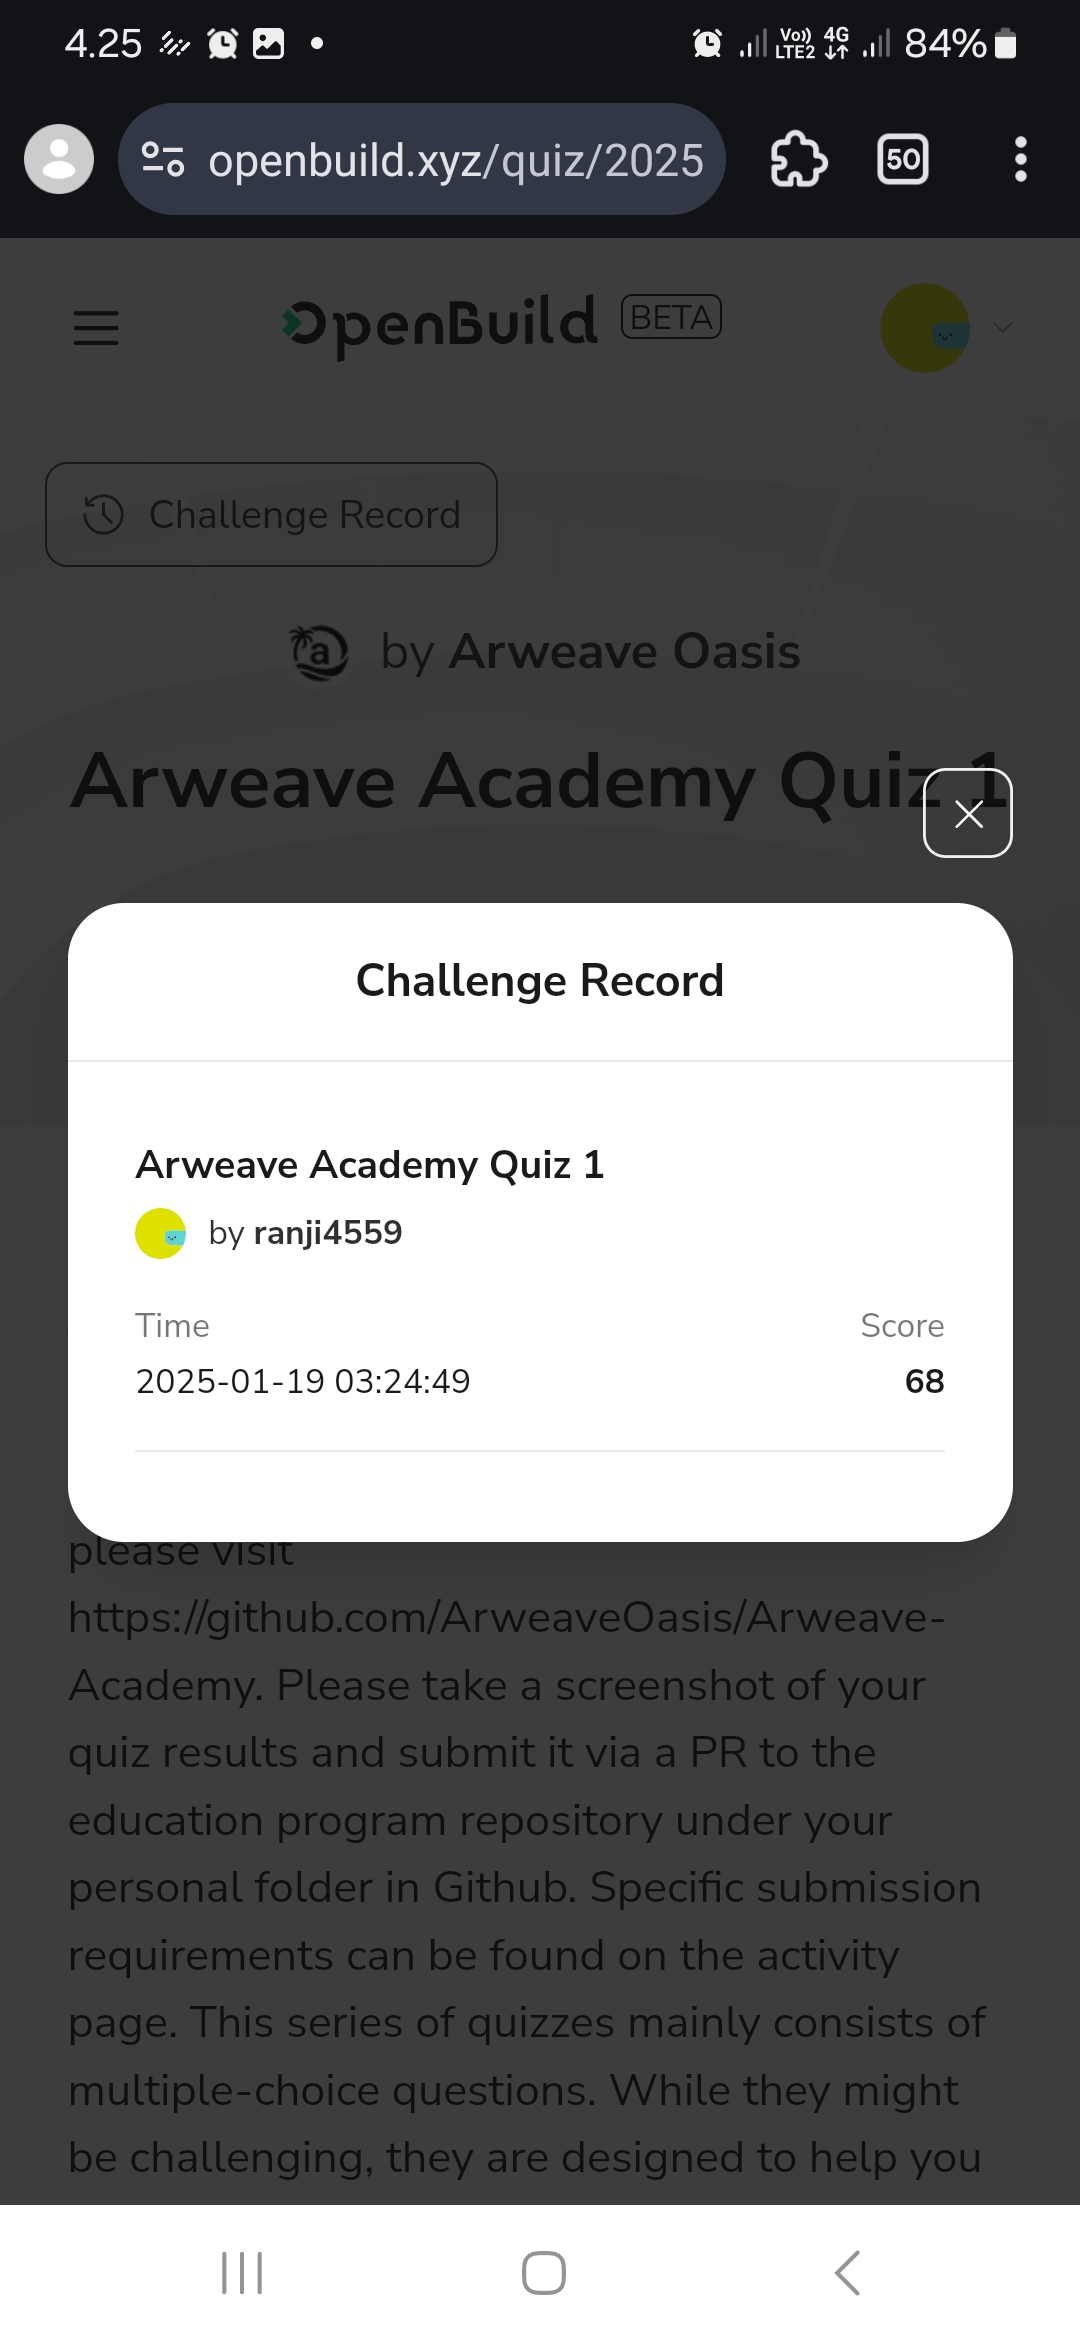 4.25
Vo)) 4G
LTE2
84%
openbuild.xyz/quiz/2025
50
OpenBuild BETA
Challenge Record
by Arweave Oasis
Arweave Academy Quiz 1
Challenge Record
Arweave Academy Quiz 1
by ranji4559
Time Score
2025-01-19 03:24:49 68
please visit
https://github.com/ArweaveOasis/Arweave-
Academy. Please take a screenshot of your
quiz results and submit it via a PR to the
education program repository under your
personal folder in Github. Specific submission
requirements can be found on the activity
page. This series of quizzes mainly consists of
multiple-choice questions. While they might
be challenging, they are designed to help you